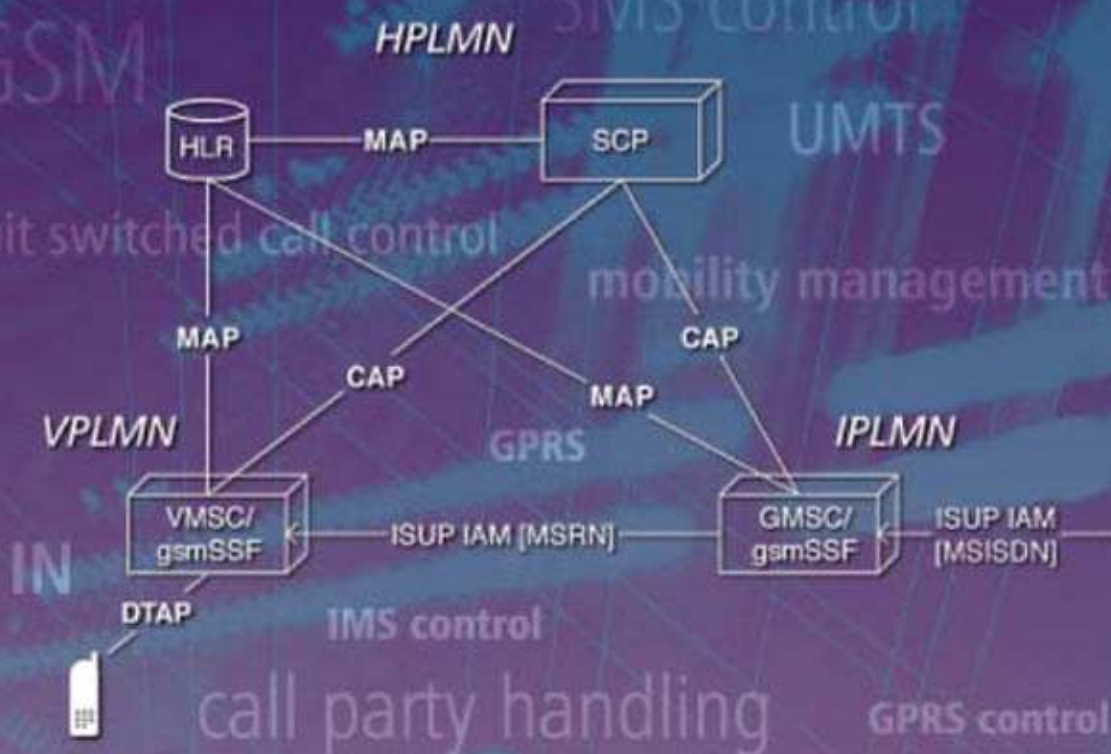 SMS control
HPLMN
GSM
HLR
MAP
SCP
UMTS
it switched call control
mobility management
MAP
CAP
CAP
MAP
VPLMN
GPRS
IPLMN
VMSC/
gsmSSF
ISUP IAM [MSRN]
GMSC/
gsmSSF
ISUP IAM
[MSISDN]
IN
DTAP
IMS control
call party handling
GPRS control